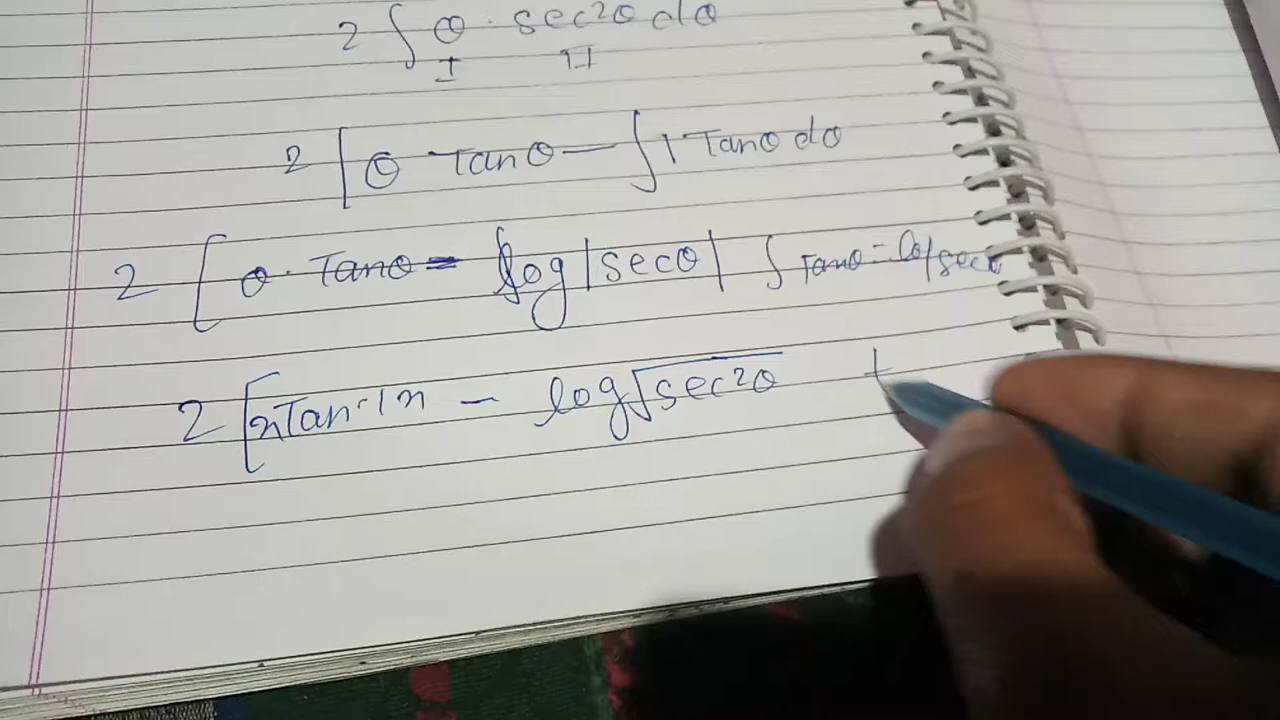 2 ∫ θ · sec2θ dθ
I II
2 [ θ Tanθ — ∫ 1 Tanθ dθ
2 [ θ · Tanθ - log|secθ| ∫ Tanθ = log|secθ
2 [xTan-1x - log√sec2θ +